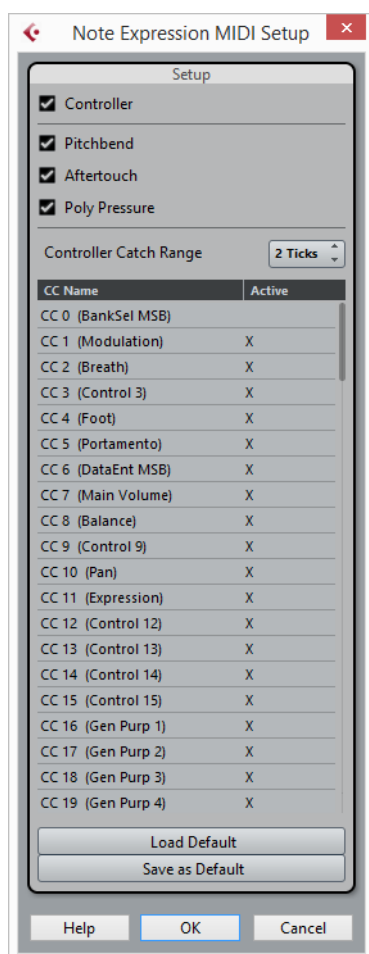 Note Expression MIDI Setup
Setup
Controller
Pitchbend
Aftertouch
Poly Pressure
Controller Catch Range 2 Ticks
CC Name Active
CC 0 (BankSel MSB)
CC 1 (Modulation) X
CC 2 (Breath) X
CC 3 (Control 3) X
CC 4 (Foot) X
CC 5 (Portamento) X
CC 6 (DataEnt MSB) X
CC 7 (Main Volume) X
CC 8 (Balance) X
CC 9 (Control 9) X
CC 10 (Pan) X
CC 11 (Expression) X
CC 12 (Control 12) X
CC 13 (Control 13) X
CC 14 (Control 14) X
CC 15 (Control 15) X
CC 16 (Gen Purp 1) X
CC 17 (Gen Purp 2) X
CC 18 (Gen Purp 3) X
CC 19 (Gen Purp 4) X
Load Default
Save as Default
Help OK Cancel